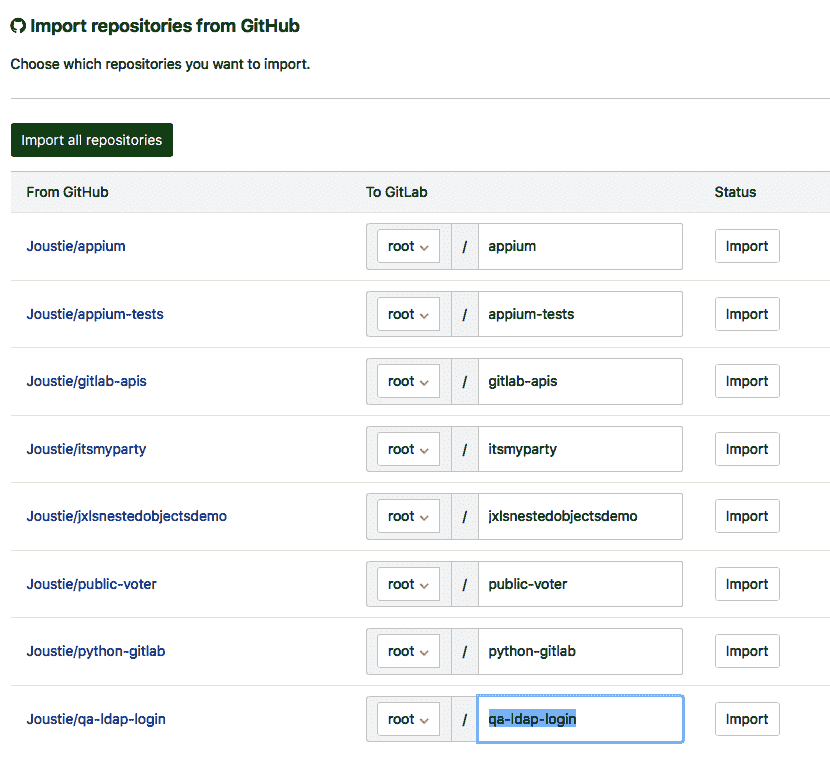 Import repositories from GitHub
Choose which repositories you want to import.
Import all repositories
From GitHub To GitLab Status
Joustie/appium root / appium Import
Joustie/appium-tests root / appium-tests Import
Joustie/gitlab-apis root / gitlab-apis Import
Joustie/itsmyparty root / itsmyparty Import
Joustie/jxlsnestedobjectsdemo root / jxlsnestedobjectsdemo Import
Joustie/public-voter root / public-voter Import
Joustie/python-gitlab root / python-gitlab Import
Joustie/qa-ldap-login root / qa-ldap-login Import